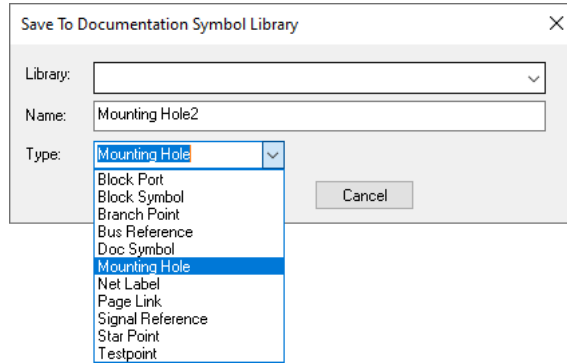 Save To Documentation Symbol Library
Library:
Name: Mounting Hole2
Type: Mounting Hole
Block Port
Block Symbol
Branch Point
Bus Reference
Doc Symbol
Mounting Hole
Net Label
Page Link
Signal Reference
Star Point
Testpoint
Cancel